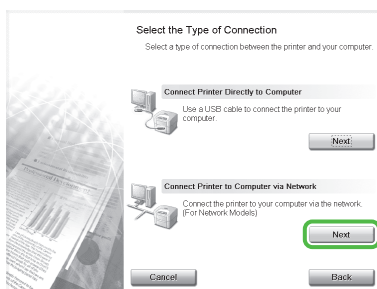 Select the Type of Connection
Select a type of connection between the printer and your computer.
Connect Printer Directly to Computer
Use a USB cable to connect the printer to your
computer.
Next
Connect Printer to Computer via Network
Connect the printer to your computer via the network.
(For Network Models)
Next
Cancel
Back